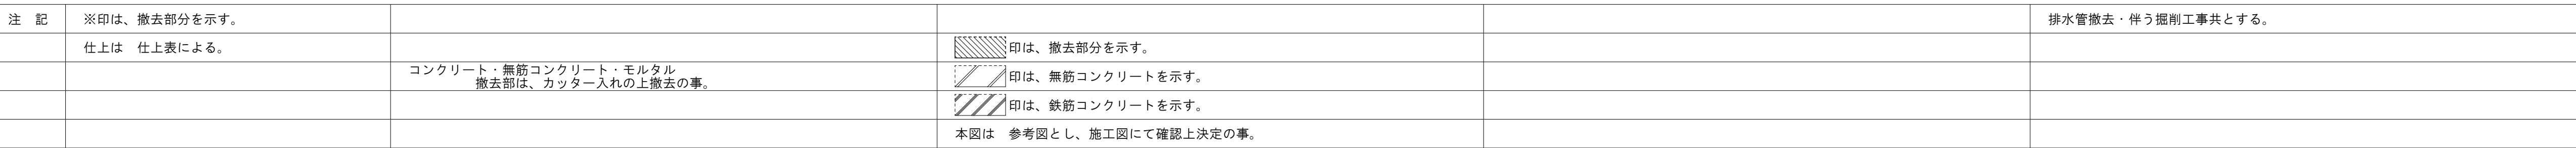 注　記
※印は、撤去部分を示す。
排水管撤去・伴う掘削工事共とする。
仕上は　仕上表による。
印は、撤去部分を示す。
コンクリート・無筋コンクリート・モルタル
撤去部は、カッター入れの上撤去の事。
印は、無筋コンクリートを示す。
印は、鉄筋コンクリートを示す。
本図は　参考図とし、施工図にて確認上決定の事。